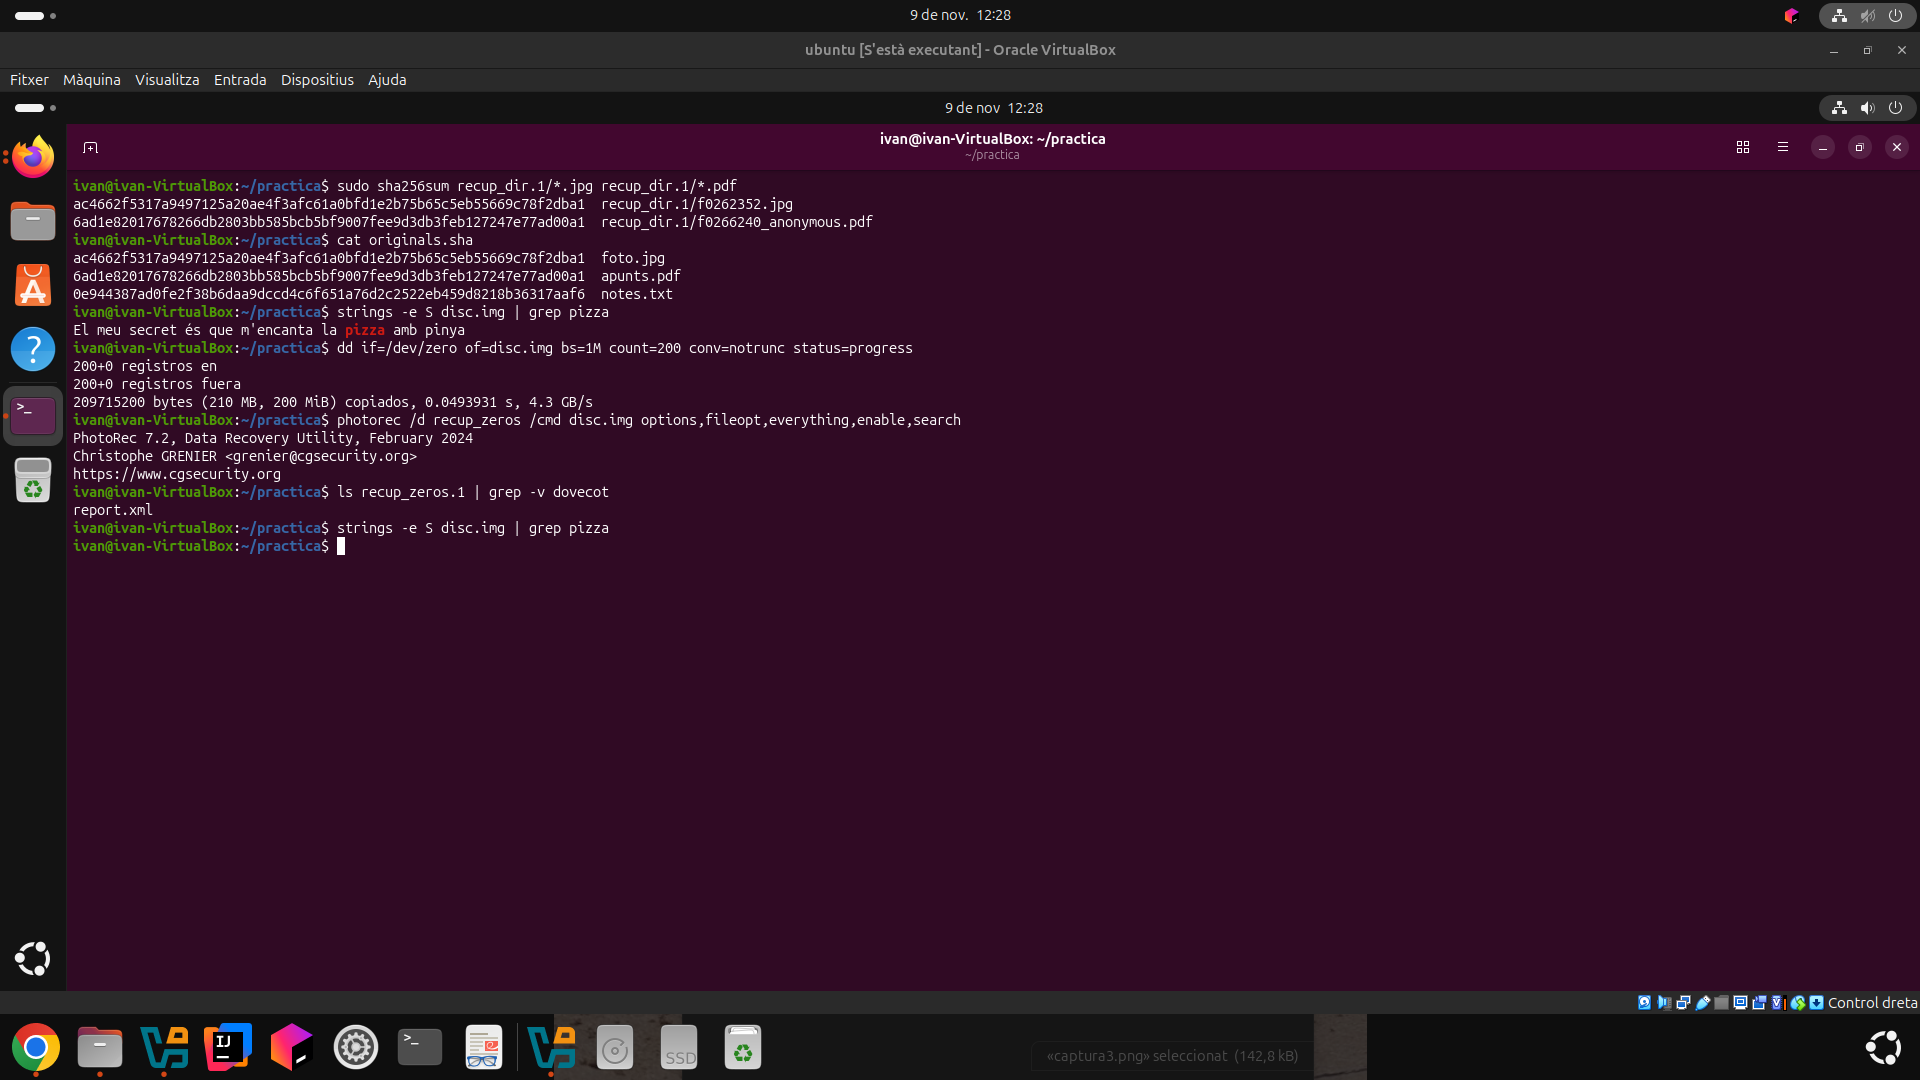 9 de nov. 12:28
ubuntu [S'està executant] - Oracle VirtualBox
Fitxer Màquina Visualitza Entrada Dispositius Ajuda
9 de nov 12:28
ivan@ivan-VirtualBox: ~/practica
~/practica
ivan@ivan-VirtualBox:~/practica$ sudo sha256sum recup_dir.1/*.jpg recup_dir.1/*.pdf
ac4662f5317a9497125a20ae4f3afc61a0bfd1e2b75b65c5eb55669c78f2dba1  recup_dir.1/f0262352.jpg
6ad1e82017678266db2803bb585bcb5bf9007fee9d3db3feb127247e77ad00a1  recup_dir.1/f0266240_anonymous.pdf
ivan@ivan-VirtualBox:~/practica$ cat originals.sha
ac4662f5317a9497125a20ae4f3afc61a0bfd1e2b75b65c5eb55669c78f2dba1  foto.jpg
6ad1e82017678266db2803bb585bcb5bf9007fee9d3db3feb127247e77ad00a1  apunts.pdf
0e944387ad0fe2f38b6daa9dccd4c6f651a76d2c2522eb459d8218b36317aaf6  notes.txt
ivan@ivan-VirtualBox:~/practica$ strings -e S disc.img | grep pizza
El meu secret és que m'encanta la pizza amb pinya
ivan@ivan-VirtualBox:~/practica$ dd if=/dev/zero of=disc.img bs=1M count=200 conv=notrunc status=progress
200+0 registros en
200+0 registros fuera
209715200 bytes (210 MB, 200 MiB) copiados, 0.0493931 s, 4.3 GB/s
ivan@ivan-VirtualBox:~/practica$ photorec /d recup_zeros /cmd disc.img options,fileopt,everything,enable,search
PhotoRec 7.2, Data Recovery Utility, February 2024
Christophe GRENIER <grenier@cgsecurity.org>
https://www.cgsecurity.org
ivan@ivan-VirtualBox:~/practica$ ls recup_zeros.1 | grep -v dovecot
report.xml
ivan@ivan-VirtualBox:~/practica$ strings -e S disc.img | grep pizza
ivan@ivan-VirtualBox:~/practica$
Control dreta
IJ
SSD
«captura3.png» seleccionat (142,8 kB)